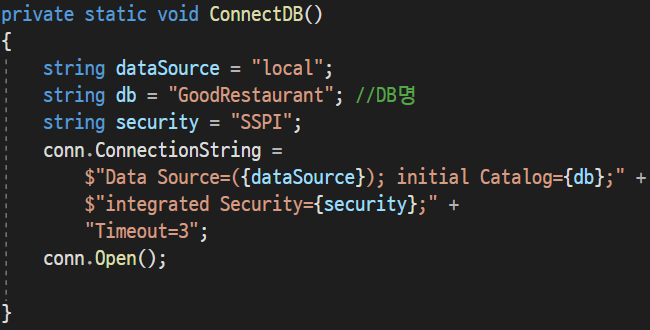 private static void ConnectDB()
{
    string dataSource = "local";
    string db = "GoodRestaurant"; //DB명
    string security = "SSPI";
    conn.ConnectionString =
        $"Data Source=({dataSource}); initial Catalog={db};" +
        $"integrated Security={security};" +
        "Timeout=3";
    conn.Open();
}